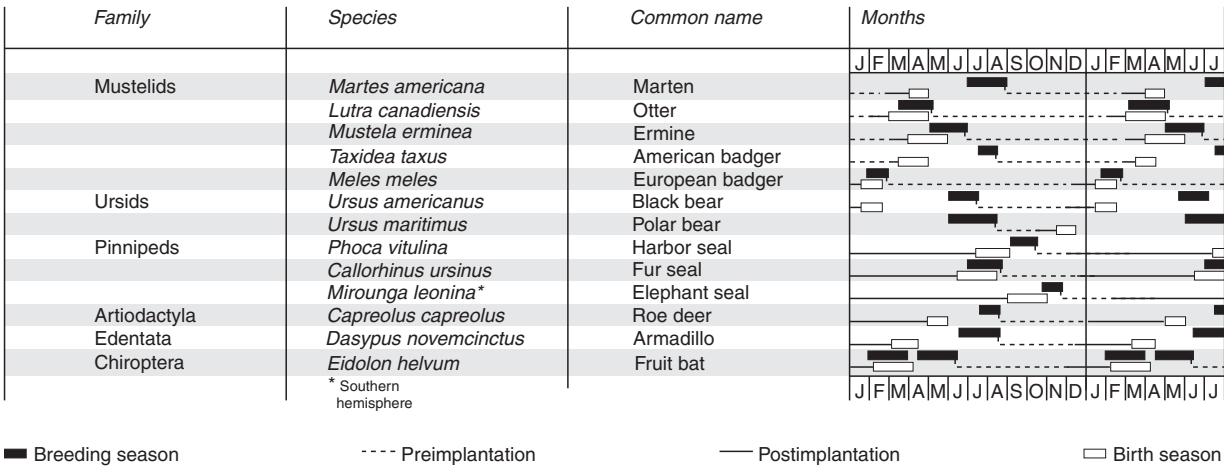 Family Species Common name Months
J F M A M J J A S O N D J F M A M J J
Mustelids Martes americana Marten
Lutra canadiensis Otter
Mustela erminea Ermine
Taxidea taxus American badger
Meles meles European badger
Ursids Ursus americanus Black bear
Ursus maritimus Polar bear
Pinnipeds Phoca vitulina Harbor seal
Callorhinus ursinus Fur seal
Mirounga leonina* Elephant seal
Artiodactyla Capreolus capreolus Roe deer
Edentata Dasypus novemcinctus Armadillo
Chiroptera Eidolon helvum Fruit bat
* Southern
hemisphere
J F M A M J J A S O N D J F M A M J J
Breeding season Preimplantation Postimplantation Birth season